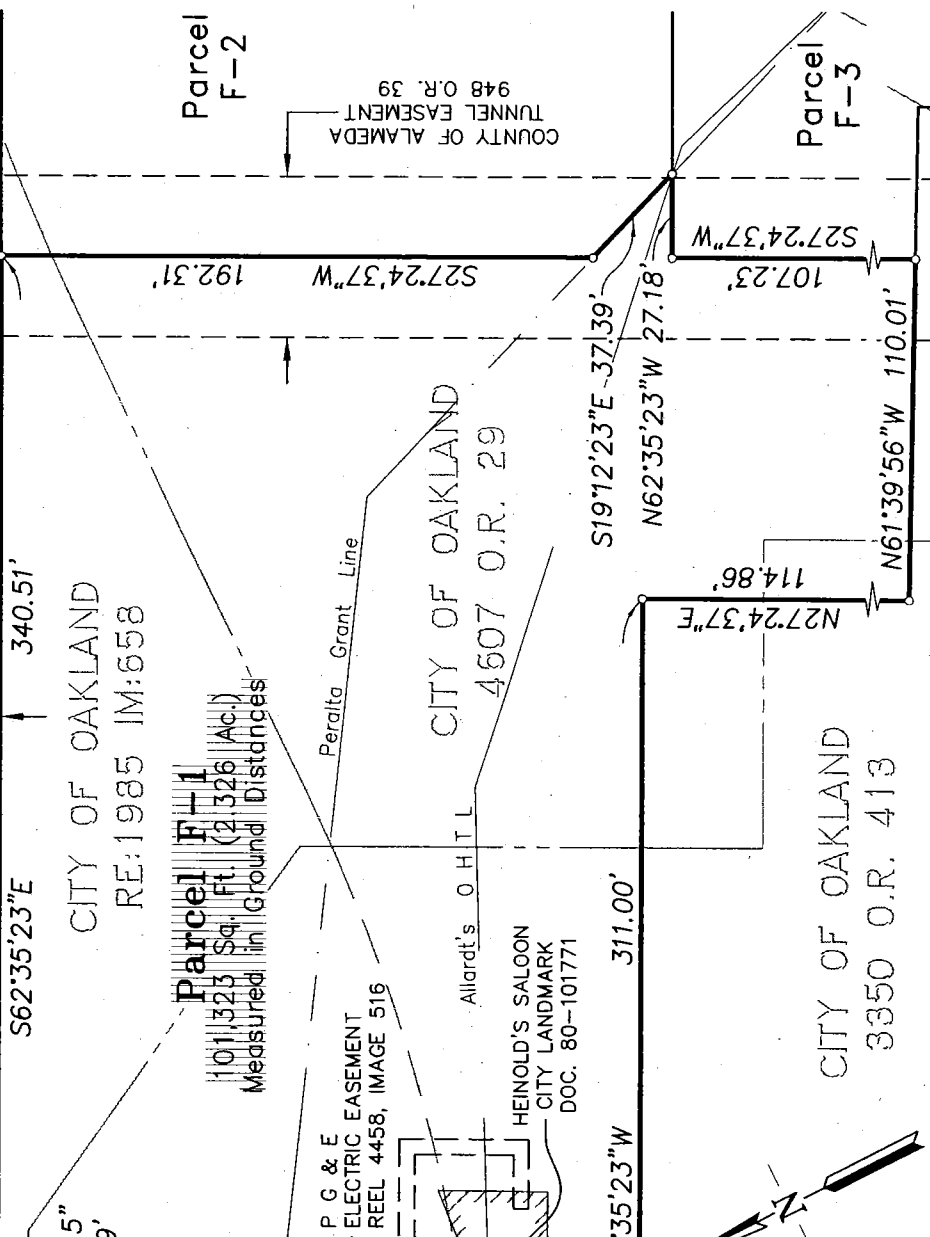 Parcel
F-2
COUNTY OF ALAMEDA
TUNNEL EASEMENT
948 O.R. 39
Parcel
F-3
S62°35'23"E
340.51'
192.31'
S27°24'37"W
CITY OF OAKLAND
RE:1985 IM:658
Parcel F-1
101,323 Sq. Ft. (2.326 Ac.)
Measured in Ground Distances
Peralta Grant Line
CITY OF OAKLAND
4607 O.R. 29
S19°12'23"E 37.39'
N62°35'23"W 27.18'
107.23'
S27°24'37"W
Allardt's O H T L
P G & E
ELECTRIC EASEMENT
REEL 4458, IMAGE 516
HEINOLD'S SALOON
CITY LANDMARK
DOC. 80-101771
35'23"W
311.00'
N27°24'37"E
114.86'
N61°39'56"W 110.01'
CITY OF OAKLAND
3350 O.R. 413
5"
9'
N